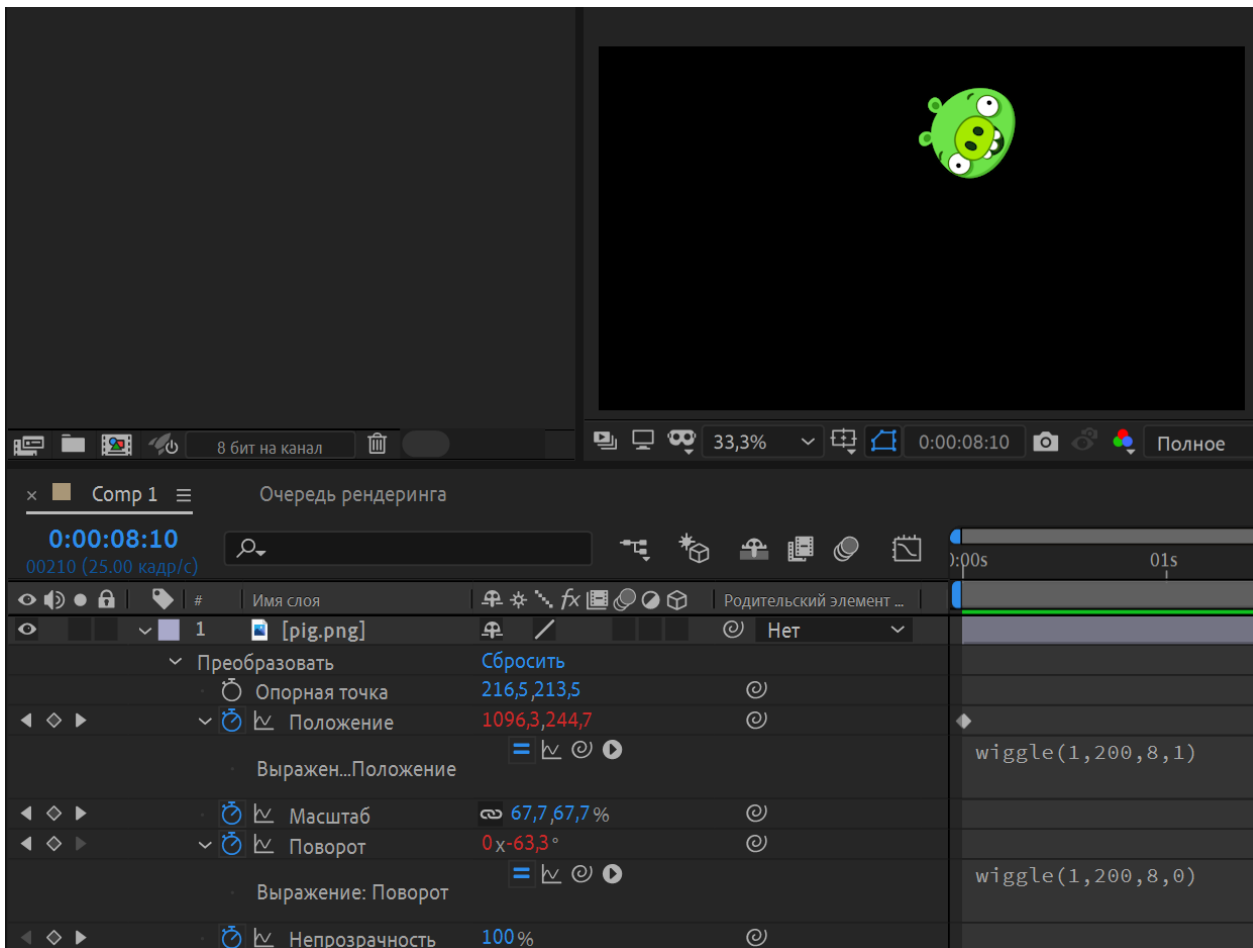 8 бит на канал
33,3%
0:00:08:10
Полное
× Comp 1
Очередь рендеринга
0:00:08:10
00210 (25.00 кадр/с)
):00s
01s
#
Имя слоя
fx
Родительский элемент ...
1
[pig.png]
Нет
Преобразовать
Сбросить
Опорная точка
216,5,213,5
Положение
1096,3,244,7
Выражен...Положение
wiggle(1,200,8,1)
Масштаб
67,7,67,7%
Поворот
0x-63,3°
Выражение: Поворот
wiggle(1,200,8,0)
Непрозрачность
100%